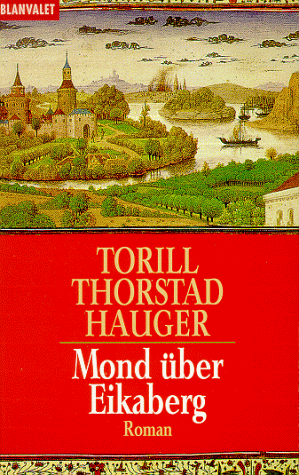 BLANVALET
TORILL
THORSTAD
HAUGER
Mond über
Eikaberg
Roman